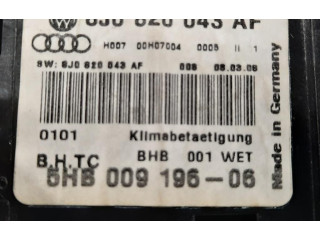 8J0 820 043 AF
H007 00H07004 0005 II 1
SW: 8J0 820 043 AF 008 08.03.06
0101 Klimabetaetigung
B.H.TC BHB 001 WET
5HB 009 196-06
Made in Germany